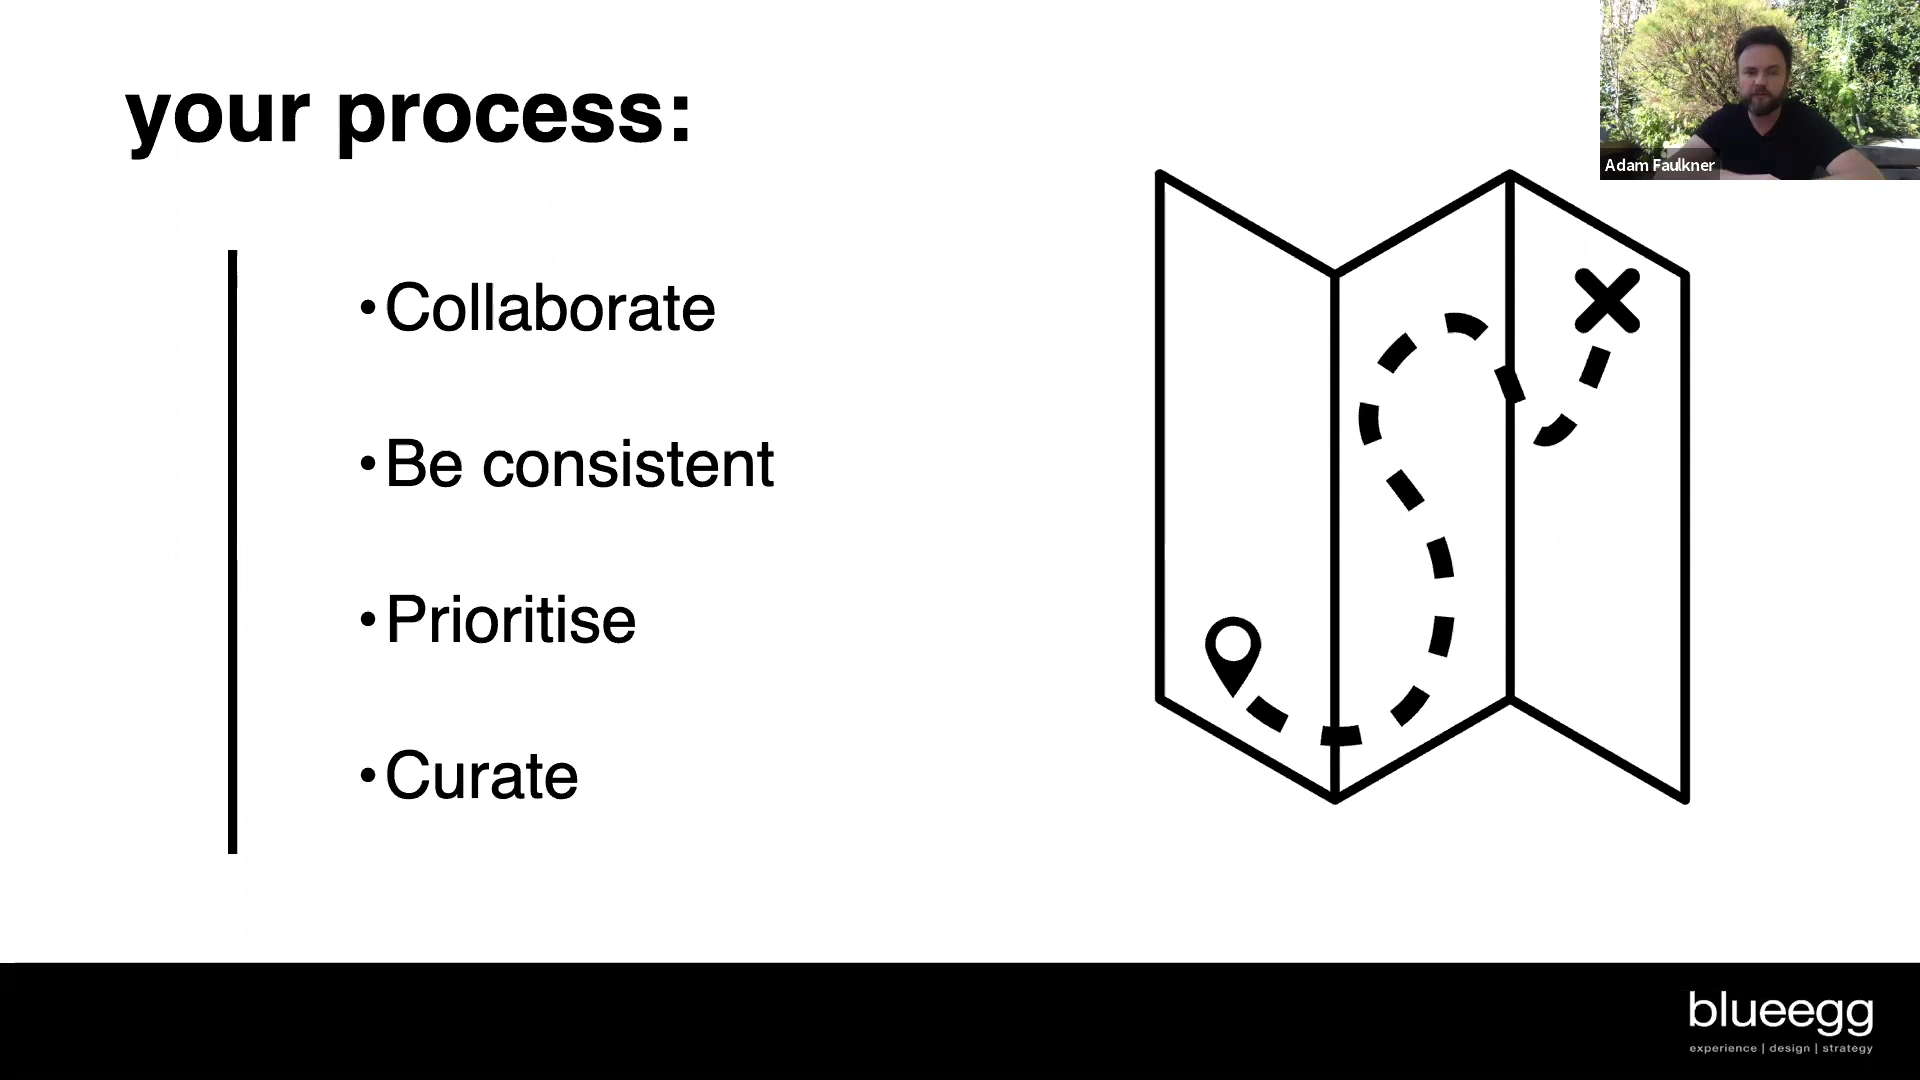 your process:
•Collaborate
•Be consistent
•Prioritise
•Curate
Adam Faulkner
blueegg
experience | design | strategy